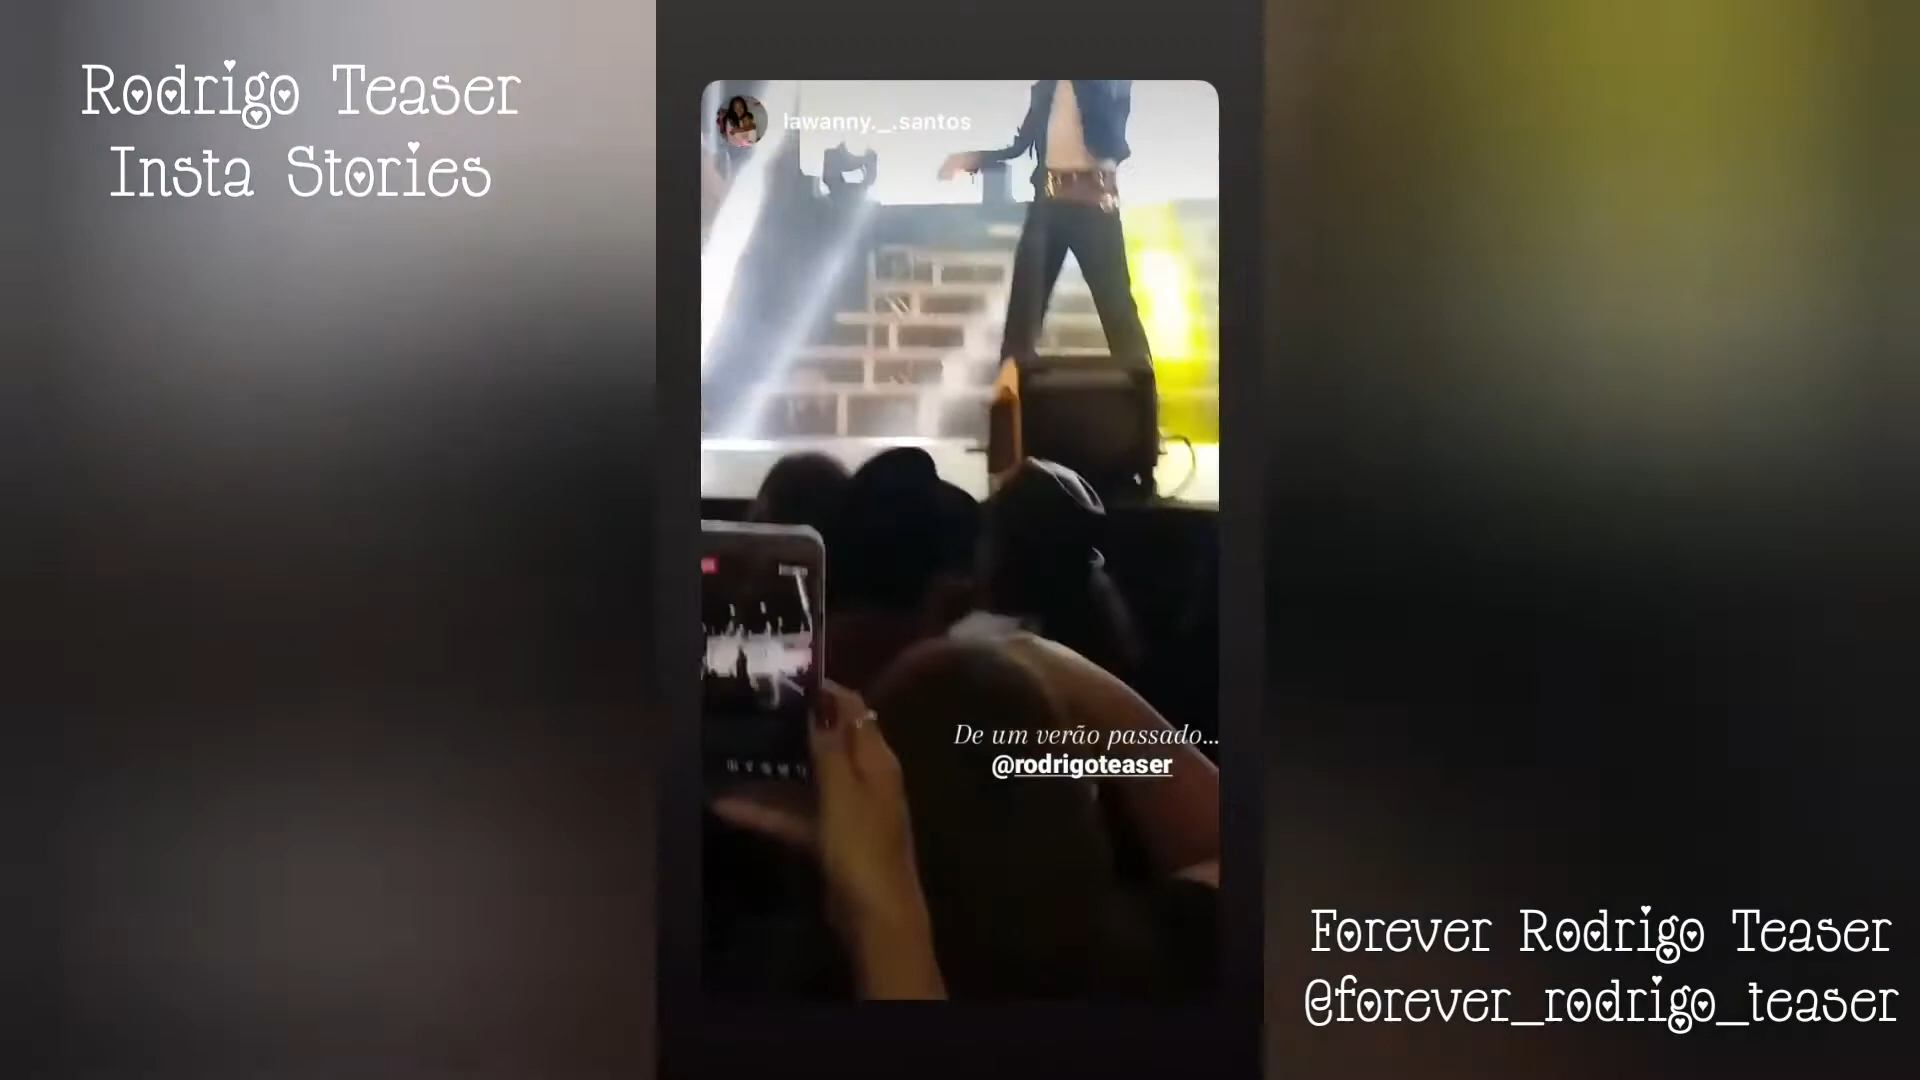 Rodrigo Teaser
Insta Stories
lawanny._.santos
De um verão passado...
@rodrigoteaser
Forever Rodrigo Teaser
@forever_rodrigo_teaser